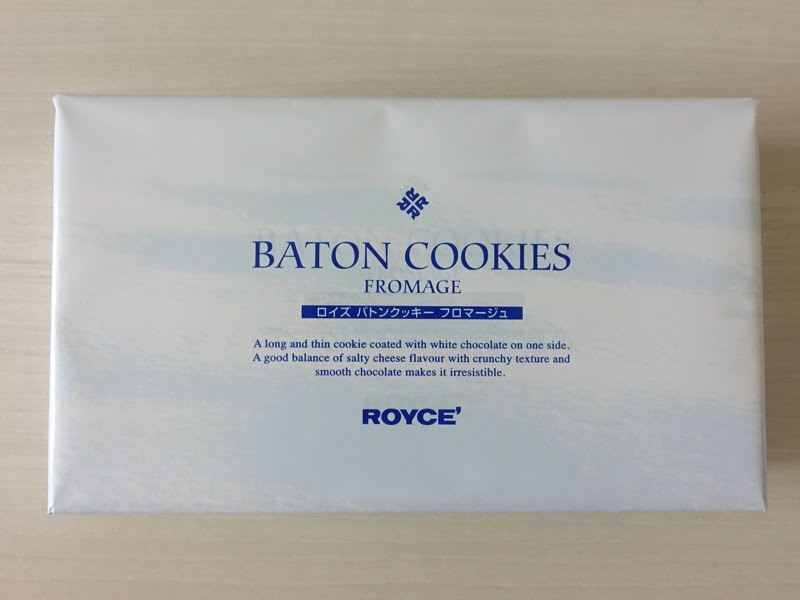 BATON COOKIES
FROMAGE
ロイズ バトンクッキー フロマージュ
A long and thin cookie coated with white chocolate on one side.
A good balance of salty cheese flavour with crunchy texture and
smooth chocolate makes it irresistible.
ROYCE'